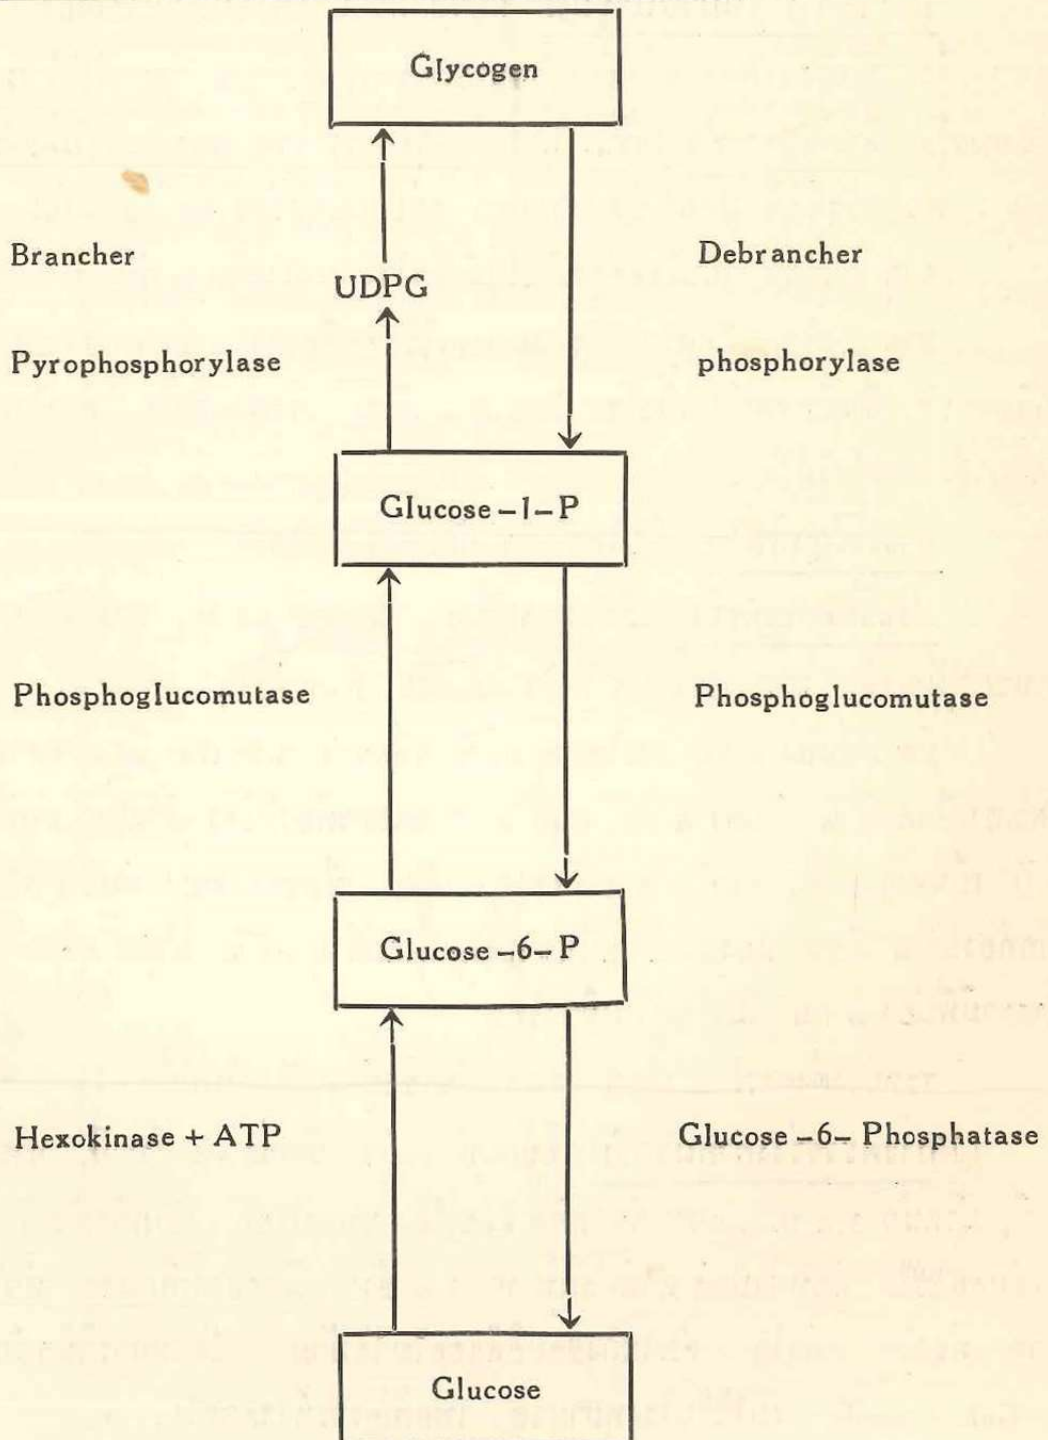 Glycogen
Brancher
Debrancher
UDPG
Pyrophosphorylase
phosphorylase
Glucose -1- P
Phosphoglucomutase
Phosphoglucomutase
Glucose -6- P
Hexokinase + ATP
Glucose -6- Phosphatase
Glucose